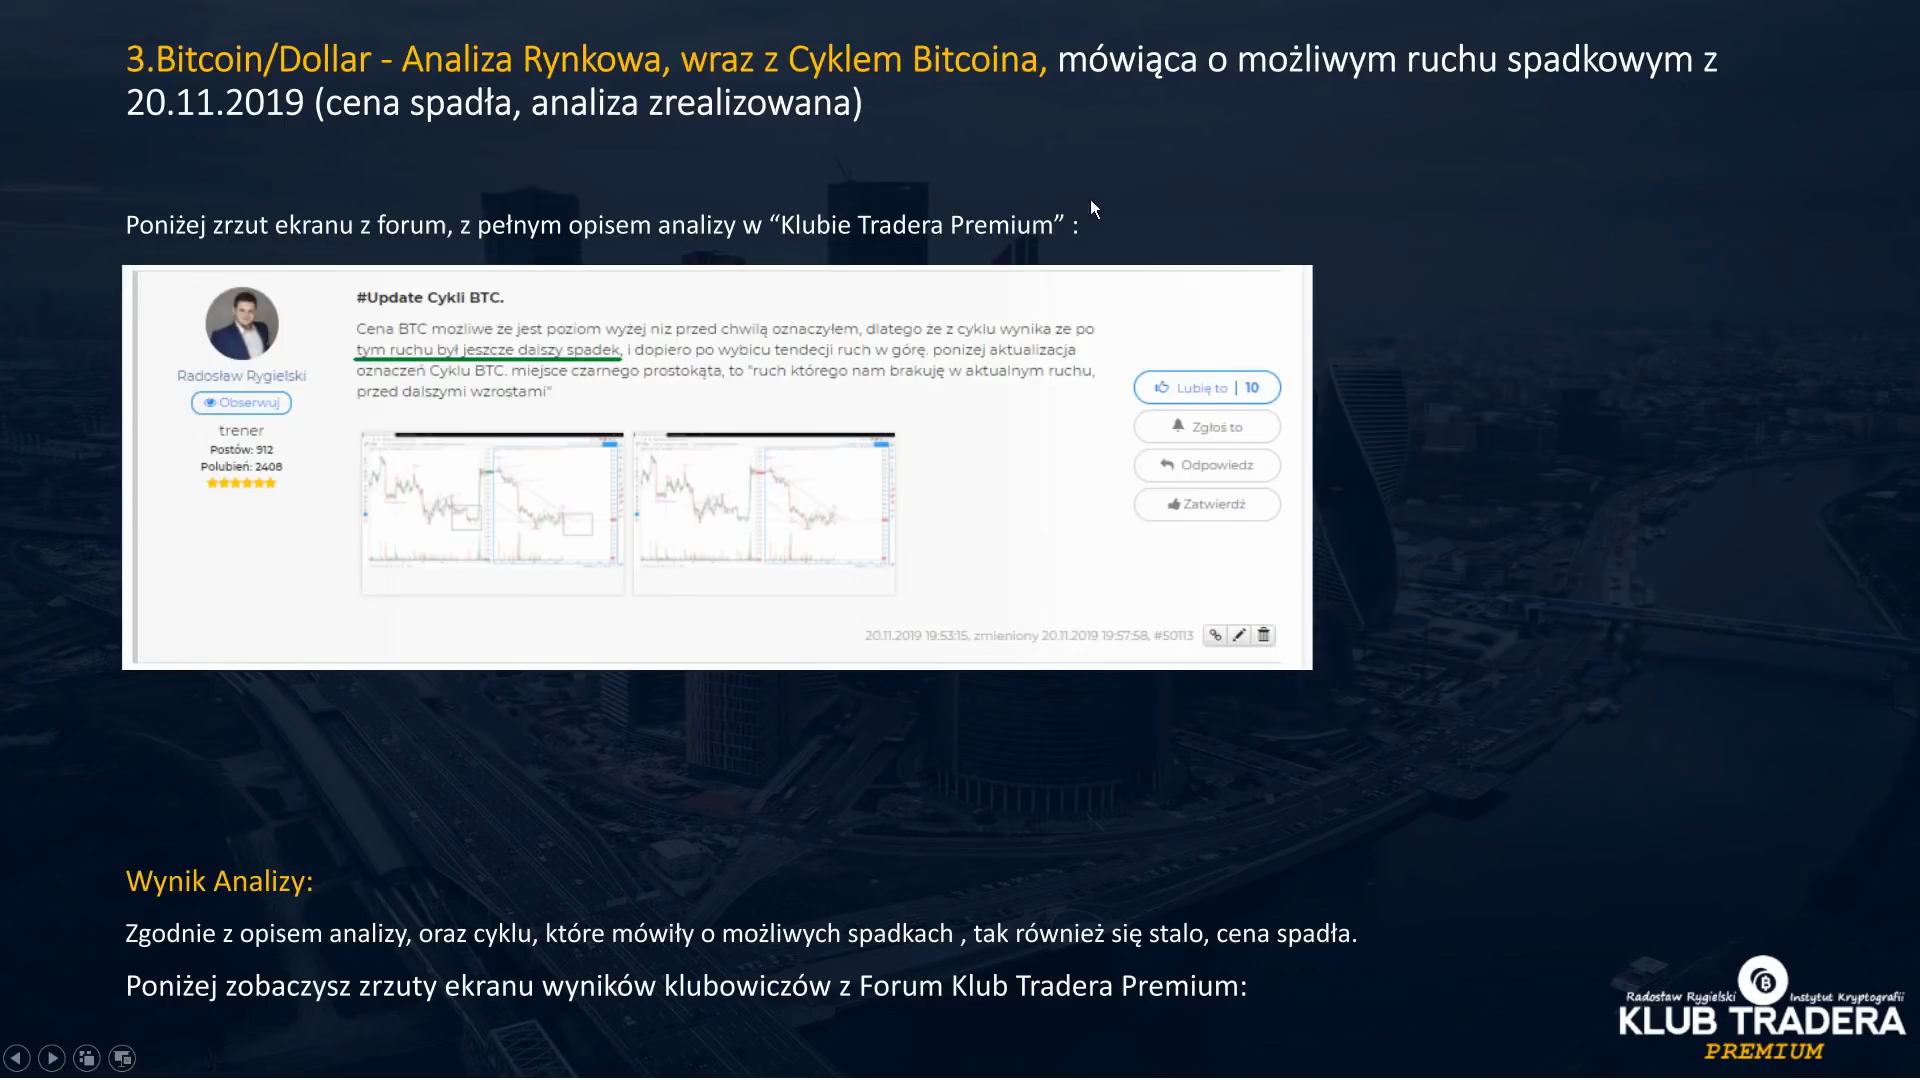 3.Bitcoin/Dollar - Analiza Rynkowa, wraz z Cyklem Bitcoina, mówiąca o możliwym ruchu spadkowym z
20.11.2019 (cena spadła, analiza zrealizowana)
Poniżej zrzut ekranu z forum, z pełnym opisem analizy w “Klubie Tradera Premium” :
#Update Cykli BTC.
Cena BTC możliwe że jest poziom wyżej niz przed chwilą oznaczyłem, dlatego że z cyklu wynika ze po
tym ruchu był jeszcze dalszy spadek, i dopiero po wybicu tendecji ruch w górę. ponizej aktualizacja
oznaczeń Cyklu BTC. miejsce czarnego prostokąta, to "ruch którego nam brakuję w aktualnym ruchu,
przed dalszymi wzrostami"
Radosław Rygielski
Obserwuj
trener
Postów: 912
Polubień: 2408
Lubię to | 10
Zgłoś to
Odpowiedz
Zatwierdź
20.11.2019 19:53:15, zmieniony 20.11.2019 19:57:58, #50113
Wynik Analizy:
Zgodnie z opisem analizy, oraz cyklu, które mówiły o możliwych spadkach , tak również się stalo, cena spadła.
Poniżej zobaczysz zrzuty ekranu wyników klubowiczów z Forum Klub Tradera Premium:
Radosław Rygielski Instytut Kryptografii
KLUB TRADERA
PREMIUM